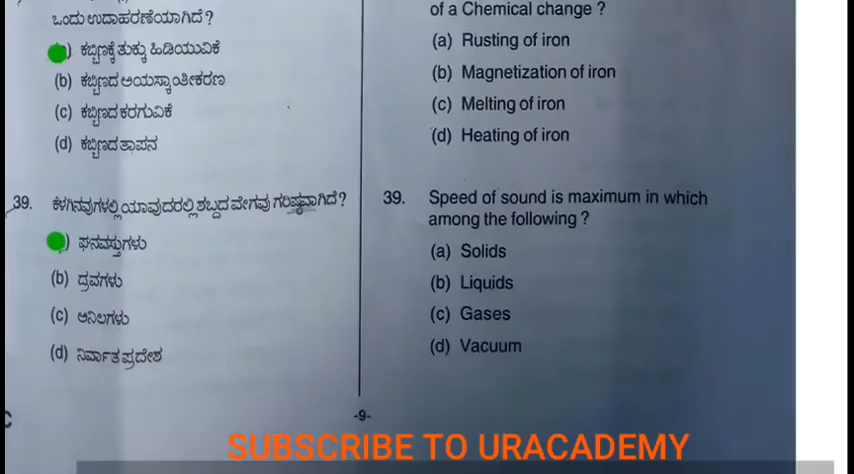 ಒಂದು ಉದಾಹರಣೆಯಾಗಿದೆ ?
) ಕಬ್ಬಿಣಕ್ಕೆ ತುಕ್ಕು ಹಿಡಿಯುವಿಕೆ
(b) ಕಬ್ಬಿಣದ ಅಯಸ್ಕಾಂತೀಕರಣ
(c) ಕಬ್ಬಿಣದ ಕರಗುವಿಕೆ
(d) ಕಬ್ಬಿಣದ ತಾಪನ
39. ಕೆಳಗಿನವುಗಳಲ್ಲಿ ಯಾವುದರಲ್ಲಿ ಶಬ್ದದ ವೇಗವು ಗರಿಷ್ಠವಾಗಿದೆ ?
) ಘನವಸ್ತುಗಳು
(b) ದ್ರವಗಳು
(c) ಅನಿಲಗಳು
(d) ನಿರ್ವಾತ ಪ್ರದೇಶ
of a Chemical change ?
(a) Rusting of iron
(b) Magnetization of iron
(c) Melting of iron
(d) Heating of iron
39. Speed of sound is maximum in which
among the following ?
(a) Solids
(b) Liquids
(c) Gases
(d) Vacuum
-9-
SUBSCRIBE TO URACADEMY